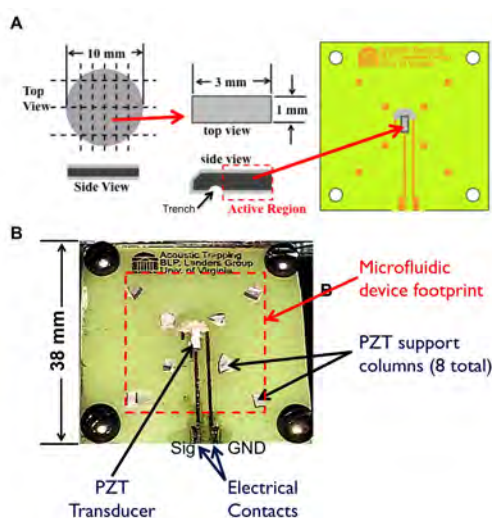 A
10 mm
Top
View
Side View
3 mm
1 mm
top view
side view
Trench
Active Region
B
Acoustic Trapping
BLP, Landers Group
Univ. of Virginia
38 mm
Microfluidic
device footprint
B
PZT support
columns (8 total)
Sig
GND
PZT
Transducer
Electrical
Contacts